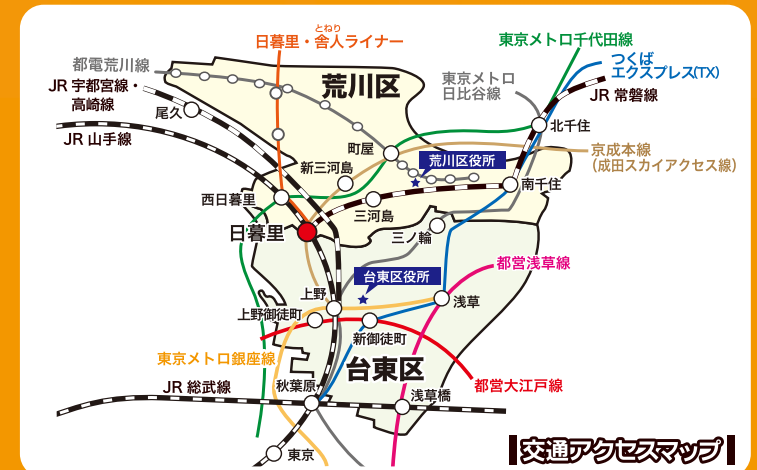 とねり
日暮里・舎人ライナー
東京メトロ千代田線
都電荒川線
つくば
エクスプレス(TX)
JR 宇都宮線・
高崎線
荒川区
東京メトロ
日比谷線
JR 常磐線
尾久
北千住
JR 山手線
町屋
京成本線
(成田スカイアクセス線)
荒川区役所
新三河島
南千住
西日暮里
三河島
日暮里
三ノ輪
都営浅草線
台東区役所
上野
浅草
上野御徒町
新御徒町
東京メトロ銀座線
台東区
JR 総武線
秋葉原
都営大江戸線
浅草橋
東京
交通アクセスマップ